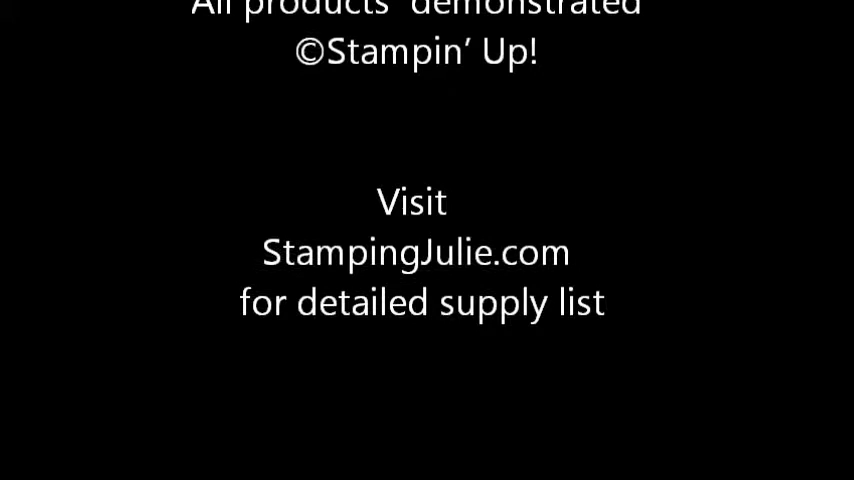 All products demonstrated
©Stampin’ Up!
Visit
StampingJulie.com
for detailed supply list